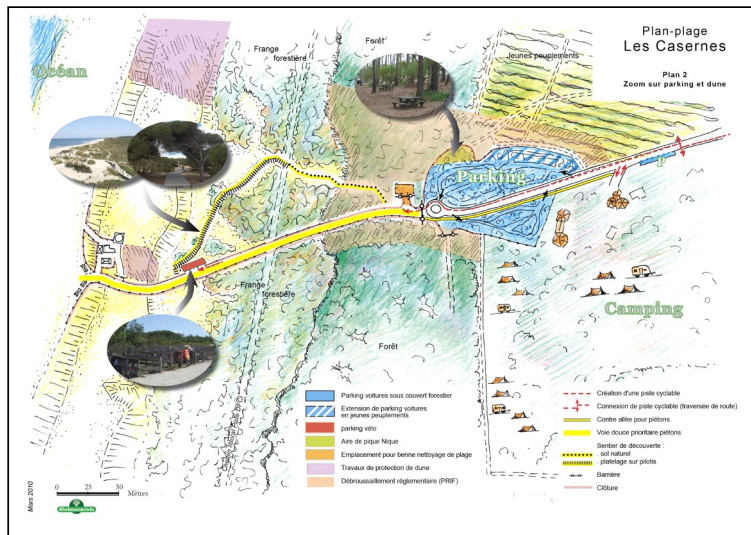 Plan-plage
Les Casernes
Plan 2
Zoom sur parking et dune
Océan
Frange
forestière
Forêt
Jeunes peuplements
Parking
P
Frange
forestière
Camping
Forêt
Parking voitures sous couvert forestier
Extension de parking voitures
en jeunes peuplements
parking vélo
Aire de pique Nique
Emplacement pour benne nettoyage de plage
Travaux de protection de dune
Débroussaillement réglementaire (PRIF)
Création d'une piste cyclable
Connexion de piste cyclable (traversée de route)
Contre allée pour piétons
Voie douce prioritaire piétons
Sentier de découverte :
. sol naturel
. platelage sur pilotis
Barrière
Clôture
Mars 2010
0 25 50 Mètres